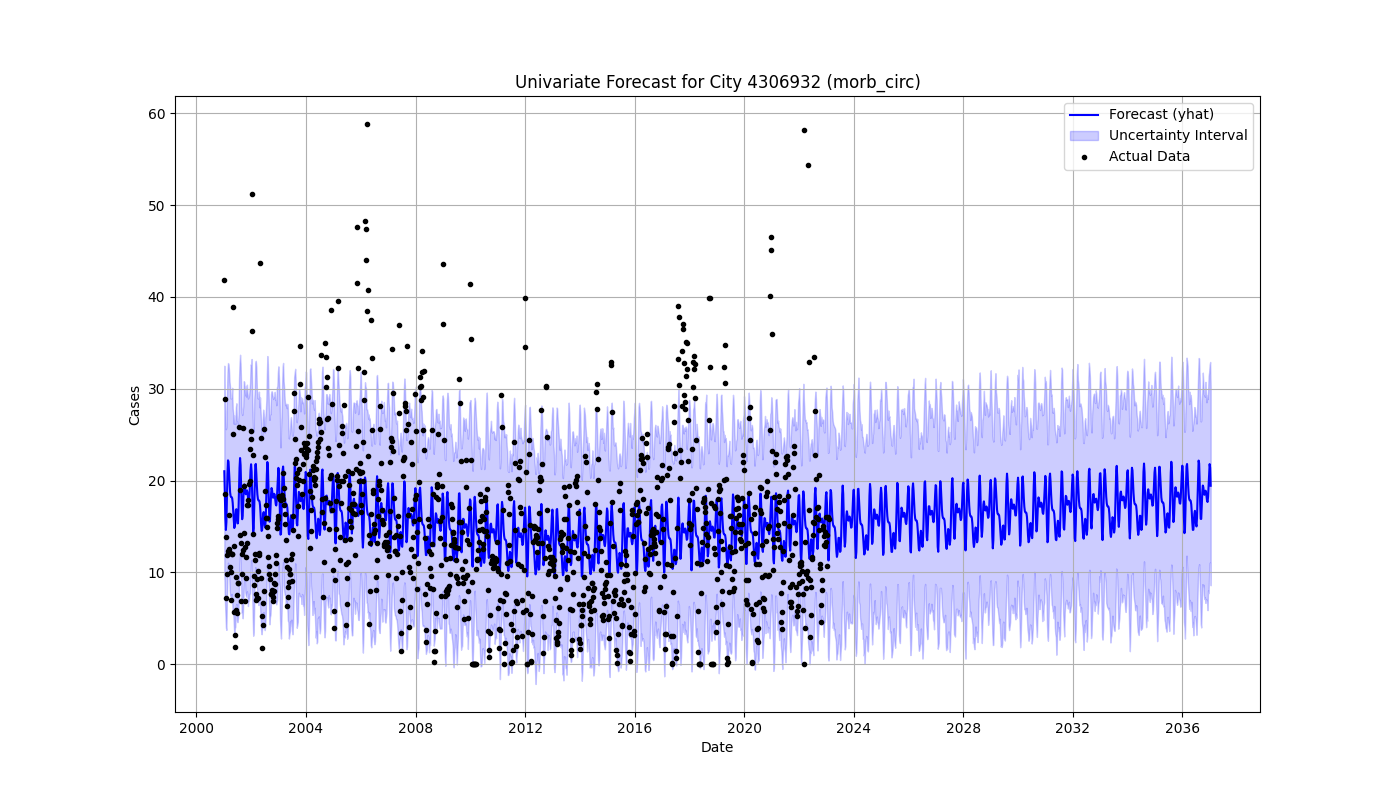 Univariate Forecast for City 4306932 (morb_circ)
Forecast (yhat)
Uncertainty Interval
Actual Data
60
50
40
30
20
10
0
Cases
2000 2004 2008 2012 2016 2020 2024 2028 2032 2036
Date